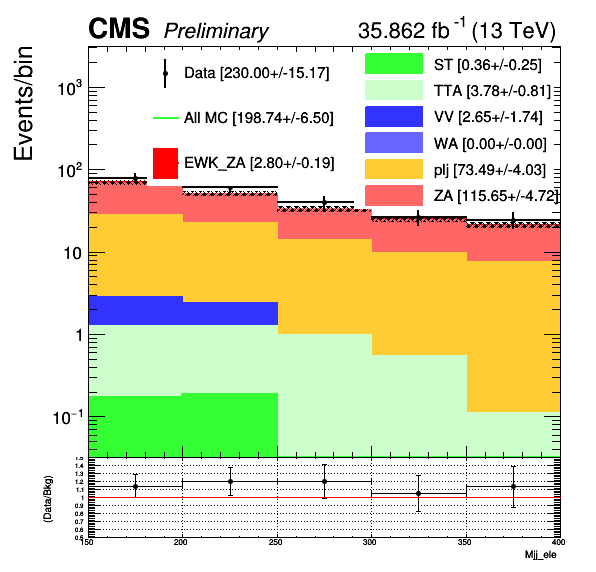 CMS Preliminary 35.862 fb⁻¹ (13 TeV)
Events/bin
Data [230.00+/-15.17]
All MC [198.74+/-6.50]
EWK_ZA [2.80+/-0.19]
ST [0.36+/-0.25]
TTA [3.78+/-0.81]
VV [2.65+/-1.74]
WA [0.00+/-0.00]
plj [73.49+/-4.03]
ZA [115.65+/-4.72]
10³
10²
10
1
10⁻¹
(Data/Bkg)
1.5
1.4
1.3
1.2
1.1
1
0.9
0.8
0.7
0.6
0.5
150 200 250 300 350 400
Mjj_ele